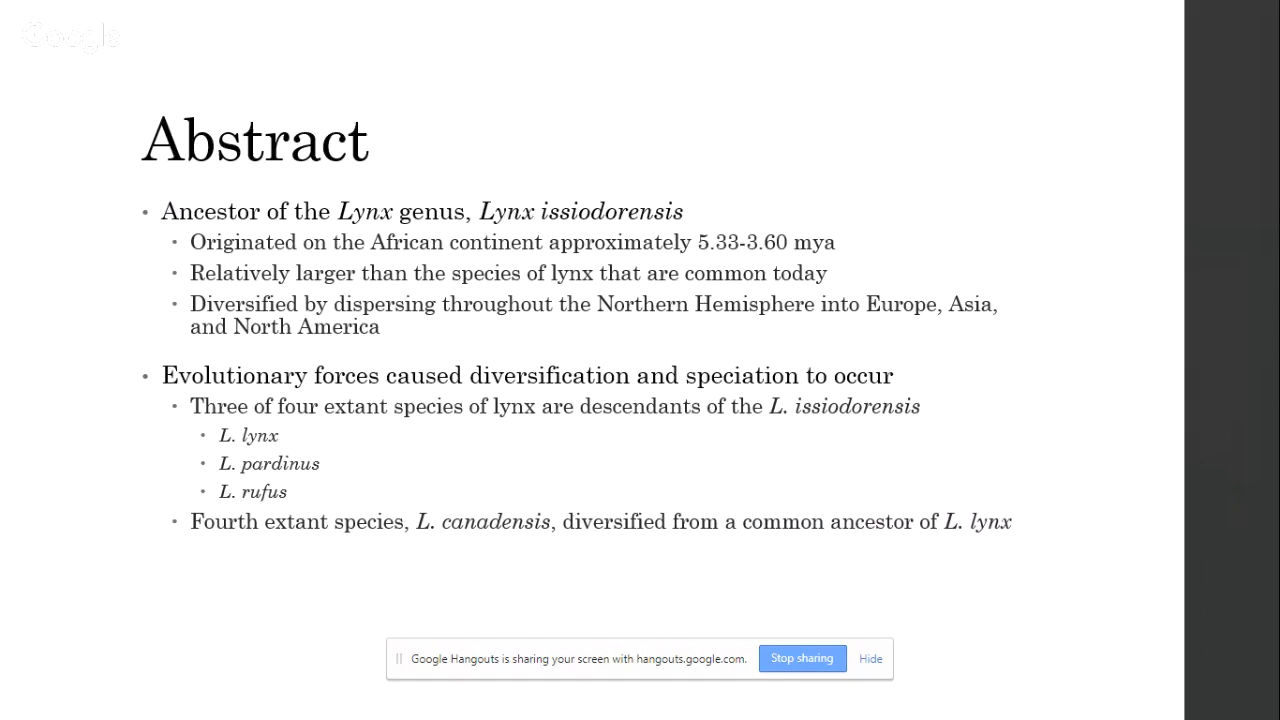 Google
Abstract
• Ancestor of the Lynx genus, Lynx issiodorensis
• Originated on the African continent approximately 5.33-3.60 mya
• Relatively larger than the species of lynx that are common today
• Diversified by dispersing throughout the Northern Hemisphere into Europe, Asia,
and North America
• Evolutionary forces caused diversification and speciation to occur
• Three of four extant species of lynx are descendants of the L. issiodorensis
• L. lynx
• L. pardinus
• L. rufus
• Fourth extant species, L. canadensis, diversified from a common ancestor of L. lynx
Google Hangouts is sharing your screen with hangouts.google.com. Stop sharing Hide